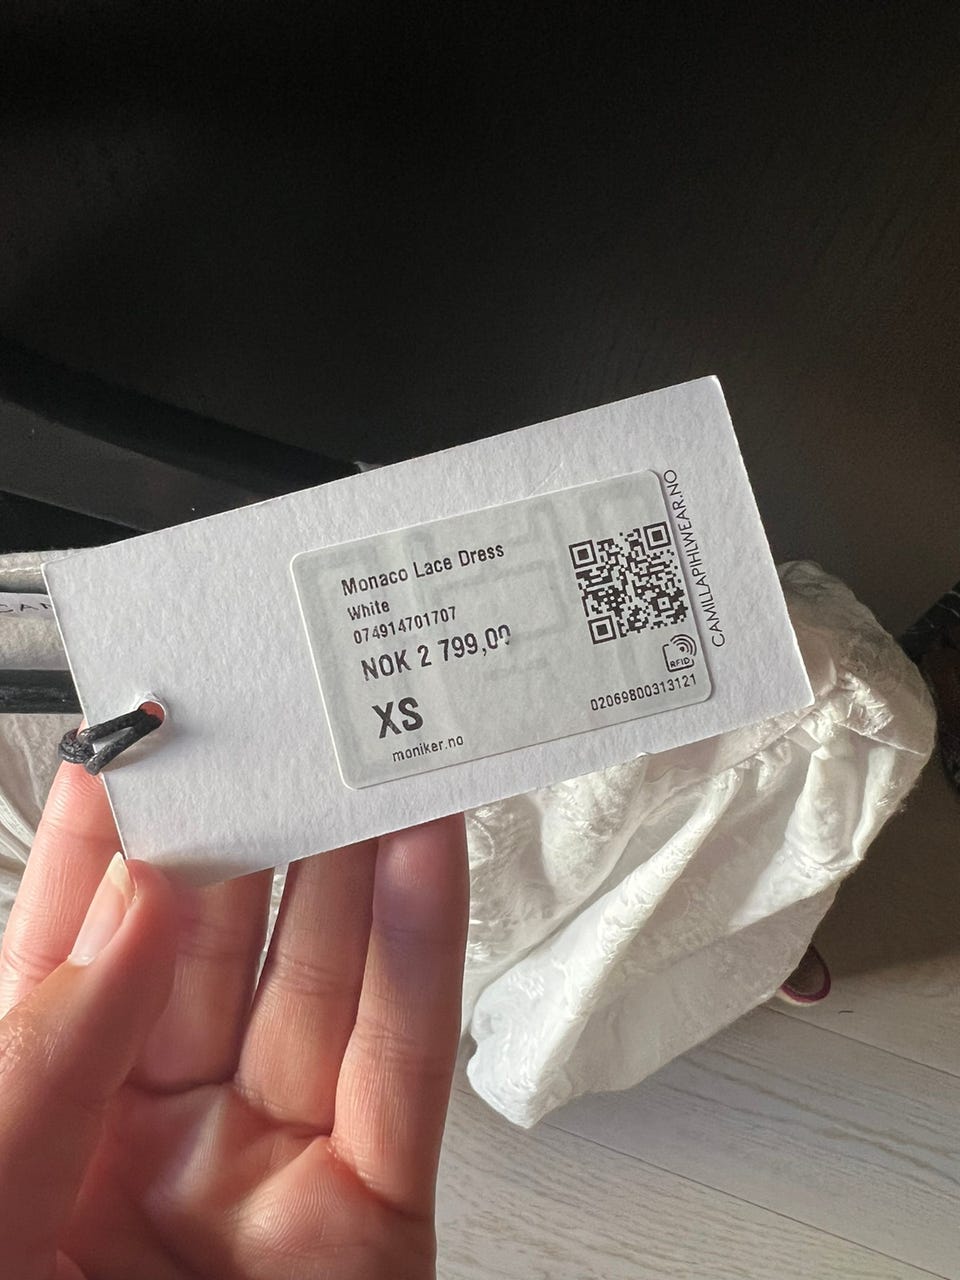 Monaco Lace Dress
White
074914701707
NOK 2 799,00
XS
moniker.no
RFID
02069800313121
CAMILLAPIHLWEAR.NO